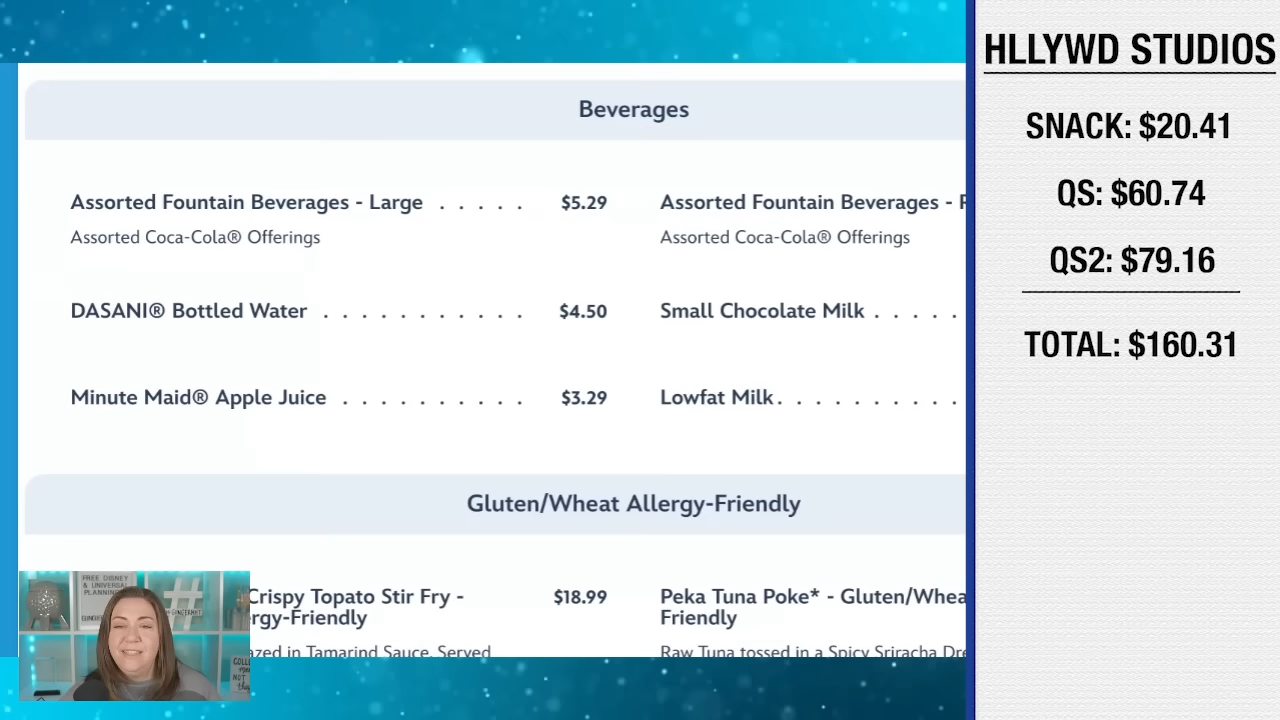 Beverages
Assorted Fountain Beverages - Large . . . . . $5.29
Assorted Coca-Cola® Offerings
DASANI® Bottled Water . . . . . . . . . . . $4.50
Minute Maid® Apple Juice . . . . . . . . . . $3.29
Assorted Fountain Beverages -
Assorted Coca-Cola® Offerings
Small Chocolate Milk . . . . .
Lowfat Milk . . . . . . . . . .
Gluten/Wheat Allergy-Friendly
Crispy Topato Stir Fry - $18.99
rgy-Friendly
azed in Tamarind Sauce, Served
Peka Tuna Poke* - Gluten/Whea
Friendly
Raw Tuna tossed in a Spicy Sriracha Dre
FREE DISNEY
& UNIVERSAL
PLANNING
#
HLLYWD STUDIOS
SNACK: $20.41
QS: $60.74
QS2: $79.16
TOTAL: $160.31